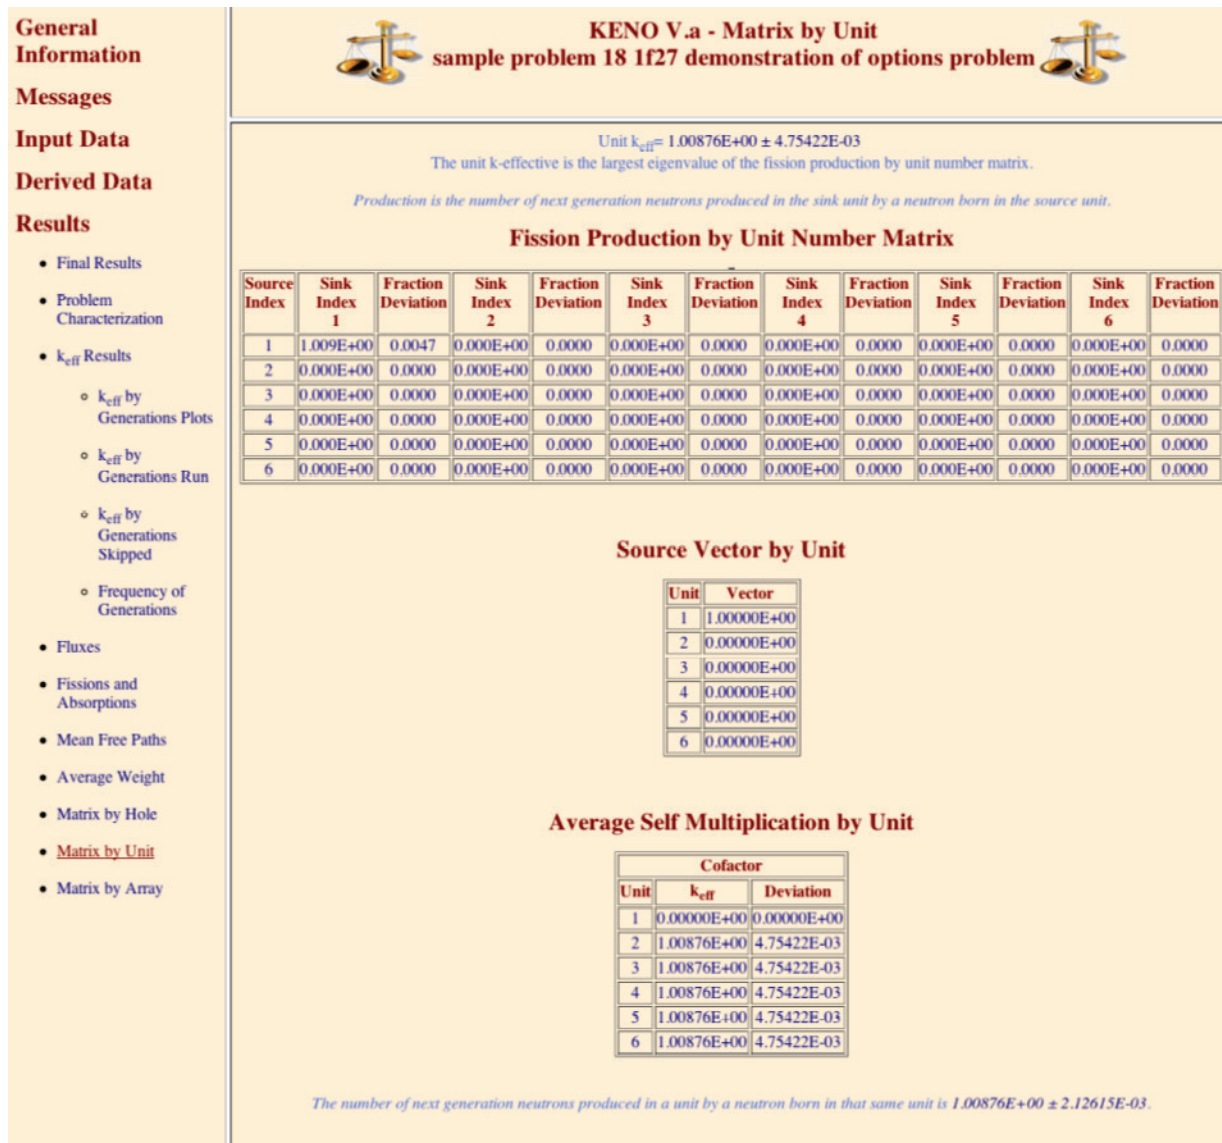 General
Information
Messages
Input Data
Derived Data
Results
• Final Results
• Problem
Characterization
• keff Results
◦ keff by
Generations Plots
◦ keff by
Generations Run
◦ keff by
Generations
Skipped
◦ Frequency of
Generations
• Fluxes
• Fissions and
Absorptions
• Mean Free Paths
• Average Weight
• Matrix by Hole
• Matrix by Unit
• Matrix by Array
KENO V.a - Matrix by Unit
sample problem 18 1f27 demonstration of options problem
Unit keff= 1.00876E+00 ± 4.75422E-03
The unit k-effective is the largest eigenvalue of the fission production by unit number matrix.
Production is the number of next generation neutrons produced in the sink unit by a neutron born in the source unit.
Fission Production by Unit Number Matrix
Source Index Sink Index 1 Fraction Deviation Sink Index 2 Fraction Deviation Sink Index 3 Fraction Deviation Sink Index 4 Fraction Deviation Sink Index 5 Fraction Deviation Sink Index 6 Fraction Deviation
1 1.009E+00 0.0047 0.000E+00 0.0000 0.000E+00 0.0000 0.000E+00 0.0000 0.000E+00 0.0000 0.000E+00 0.0000
2 0.000E+00 0.0000 0.000E+00 0.0000 0.000E+00 0.0000 0.000E+00 0.0000 0.000E+00 0.0000 0.000E+00 0.0000
3 0.000E+00 0.0000 0.000E+00 0.0000 0.000E+00 0.0000 0.000E+00 0.0000 0.000E+00 0.0000 0.000E+00 0.0000
4 0.000E+00 0.0000 0.000E+00 0.0000 0.000E+00 0.0000 0.000E+00 0.0000 0.000E+00 0.0000 0.000E+00 0.0000
5 0.000E+00 0.0000 0.000E+00 0.0000 0.000E+00 0.0000 0.000E+00 0.0000 0.000E+00 0.0000 0.000E+00 0.0000
6 0.000E+00 0.0000 0.000E+00 0.0000 0.000E+00 0.0000 0.000E+00 0.0000 0.000E+00 0.0000 0.000E+00 0.0000
Source Vector by Unit
Unit Vector
1 1.00000E+00
2 0.00000E+00
3 0.00000E+00
4 0.00000E+00
5 0.00000E+00
6 0.00000E+00
Average Self Multiplication by Unit
Cofactor
Unit keff Deviation
1 0.00000E+00 0.00000E+00
2 1.00876E+00 4.75422E-03
3 1.00876E+00 4.75422E-03
4 1.00876E+00 4.75422E-03
5 1.00876E+00 4.75422E-03
6 1.00876E+00 4.75422E-03
The number of next generation neutrons produced in a unit by a neutron born in that same unit is 1.00876E+00 ± 2.12615E-03.